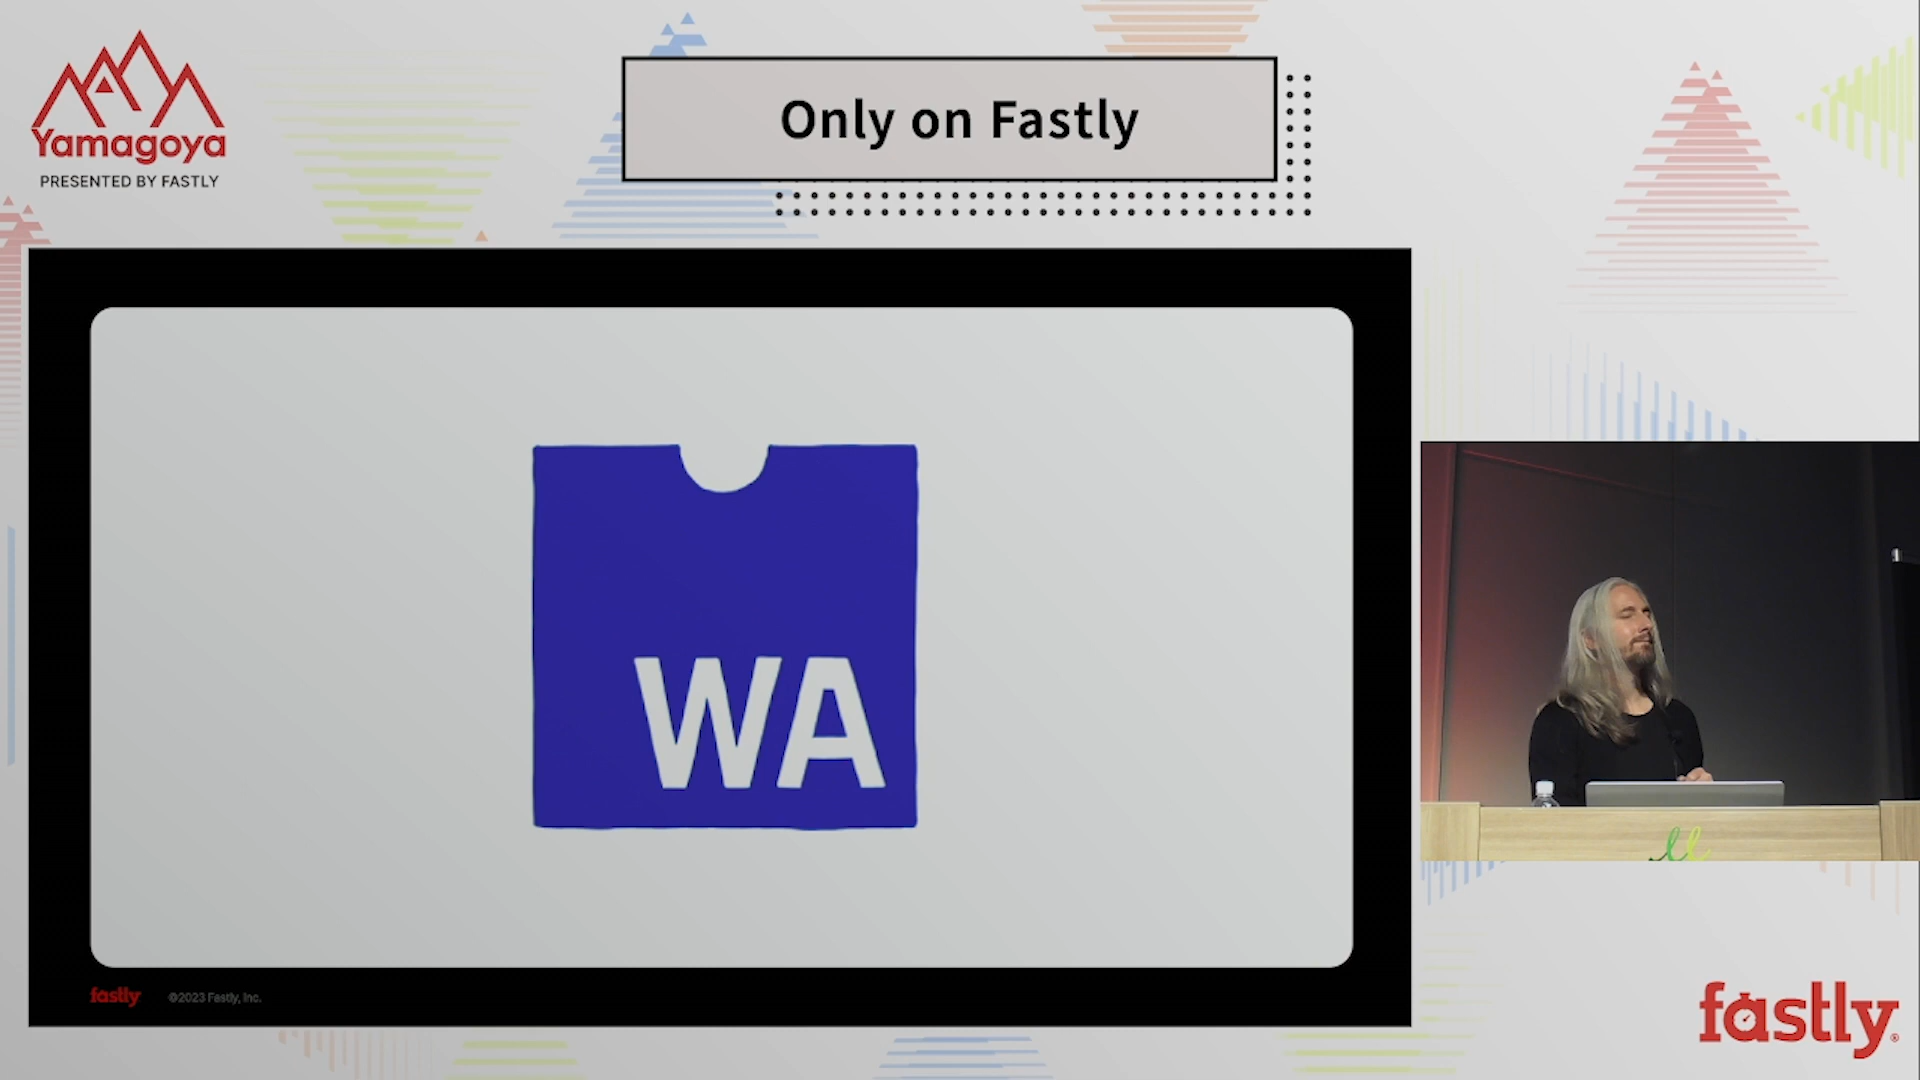 Yamagoya
PRESENTED BY FASTLY
Only on Fastly
WA
fastly
©2023 Fastly, Inc.
fastly®